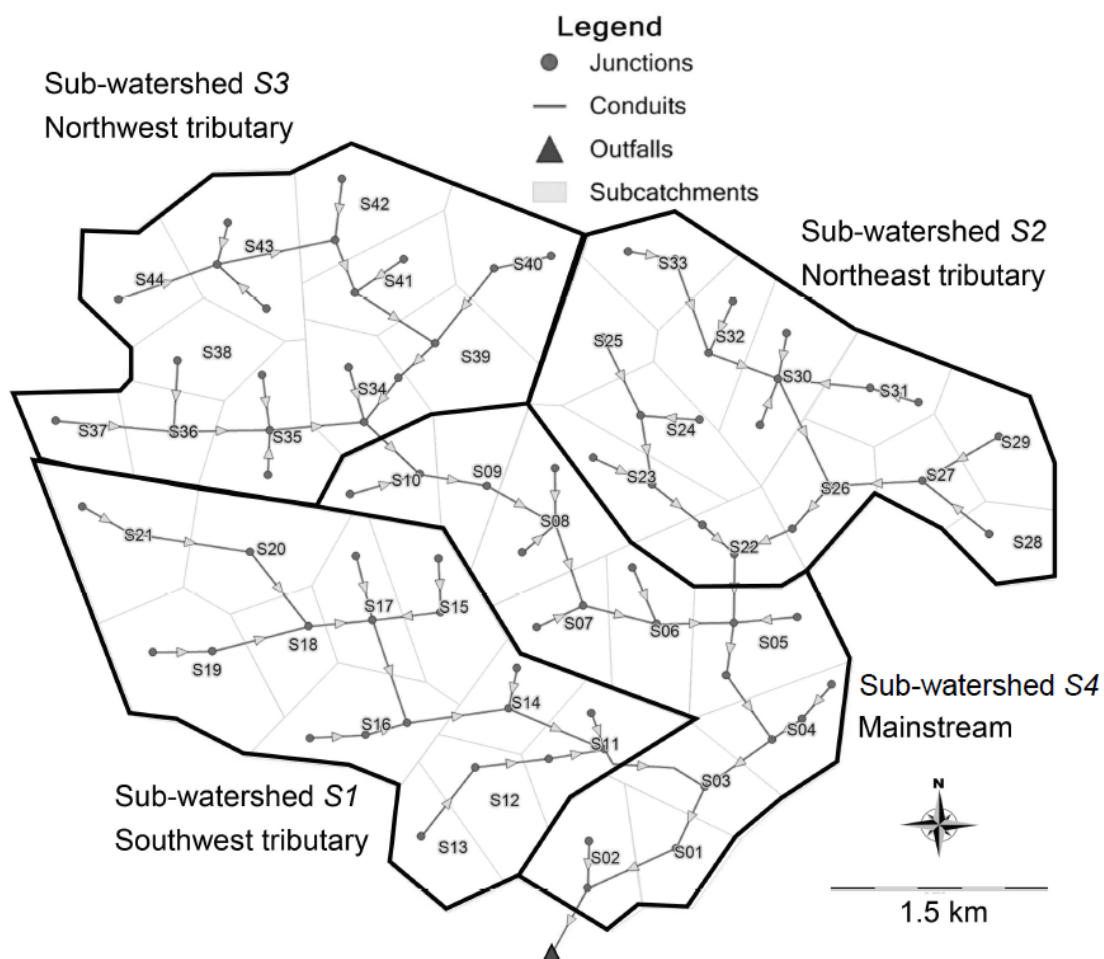 Legend
Junctions
Conduits
Outfalls
Subcatchments
Sub-watershed S3
Northwest tributary
Sub-watershed S2
Northeast tributary
S42
S43
S44
S41
S40
S33
S38
S39
S34
S25
S32
S30
S31
S37
S36
S35
S24
S29
S10
S09
S23
S26
S27
S08
S21
S20
S22
S28
S17
S15
S07
S06
S05
S19
S18
Sub-watershed S4
Mainstream
S16
S14
S04
S11
S03
Sub-watershed S1
Southwest tributary
S12
S13
S02
S01
N
1.5 km